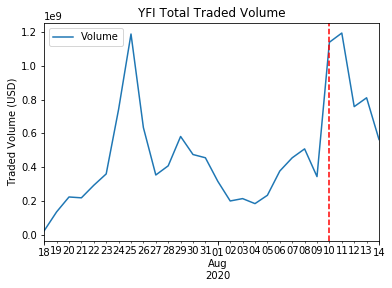 YFI Total Traded Volume
1e9
Volume
Traded Volume (USD)
1.2
1.0
0.8
0.6
0.4
0.2
0.0
18 19 20 21 22 23 24 25 26 27 28 29 30 31 01 02 03 04 05 06 07 08 09 10 11 12 13 14
Aug
2020